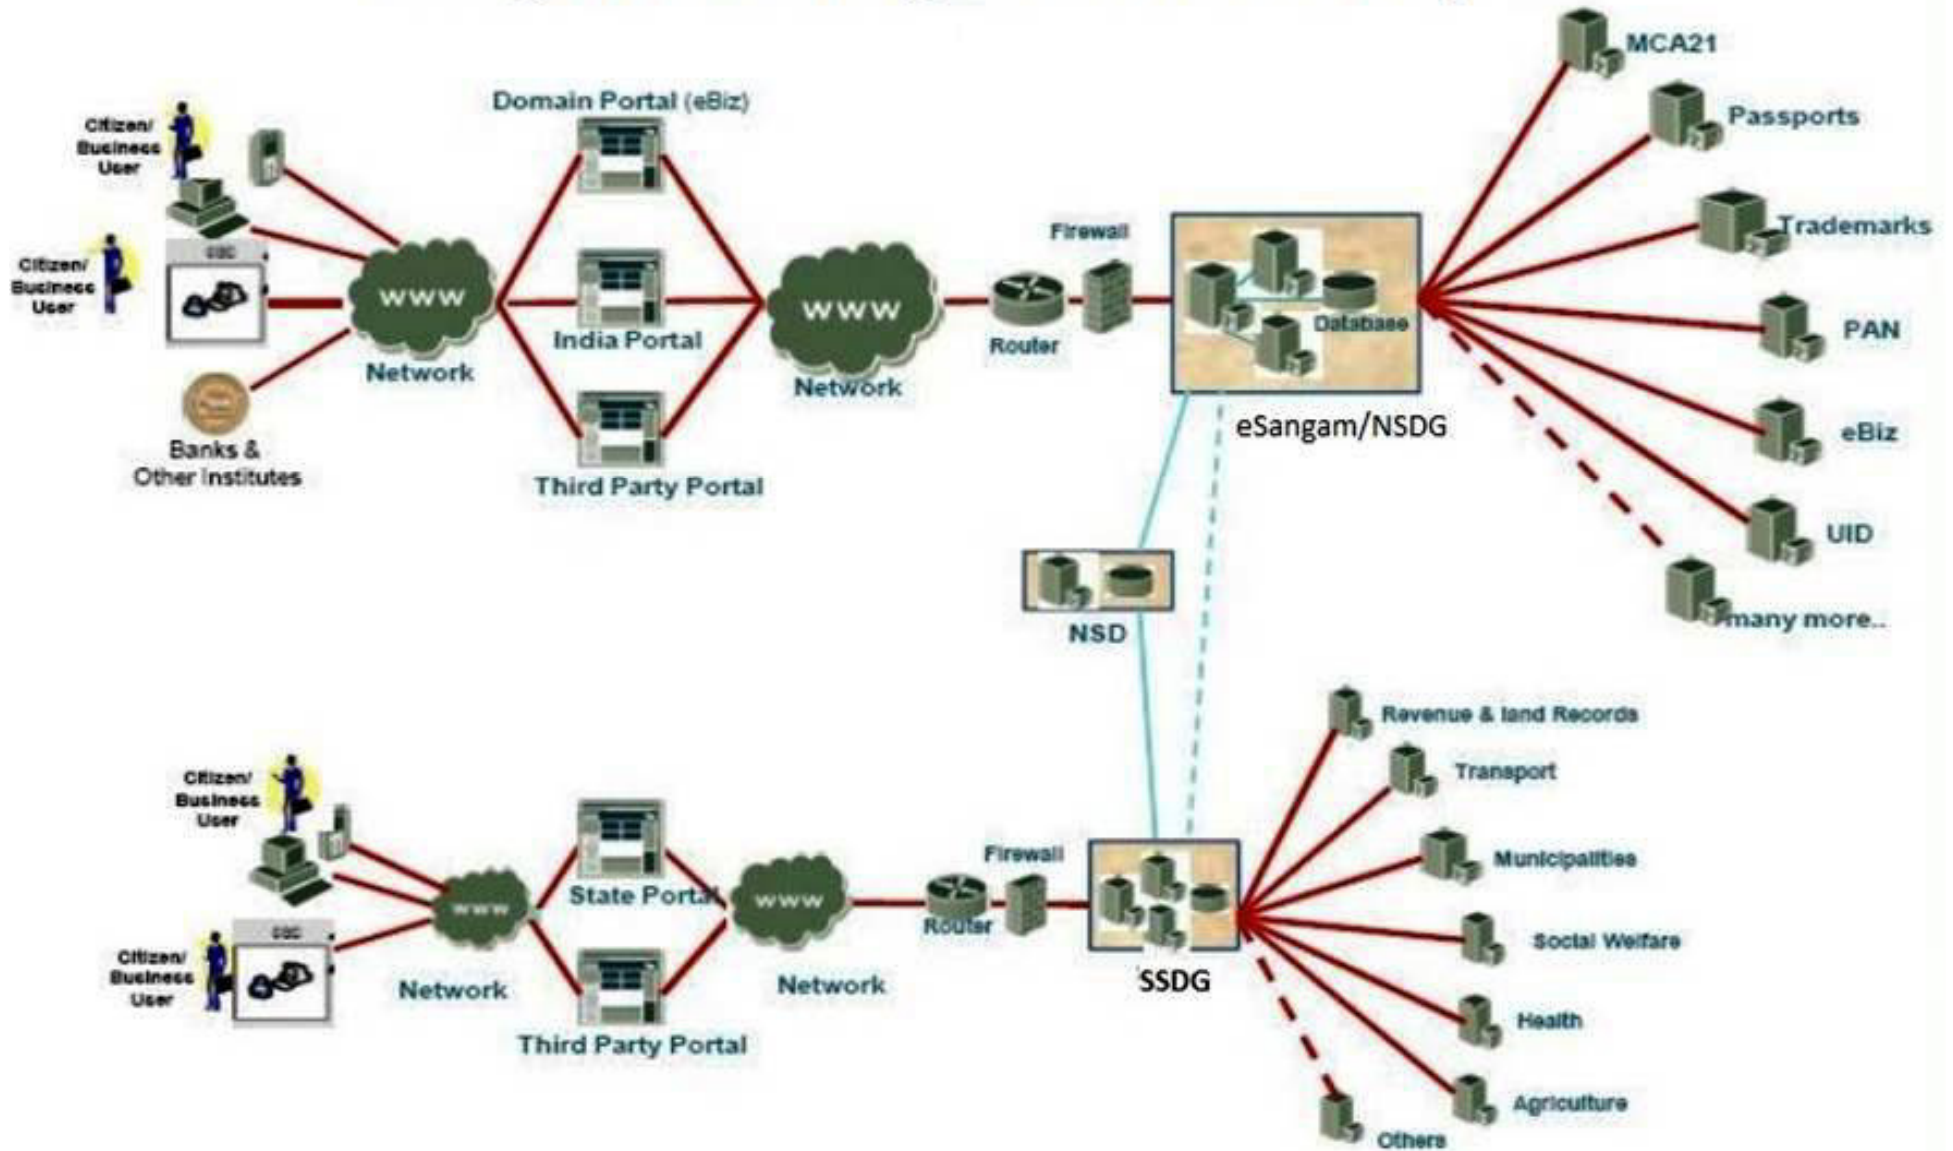 Domain Portal (eBiz)
MCA21
Citizen/
Business
User
Passports
Trademarks
Firewall
CSC
Citizen/
Business
User
www
www
India Portal
Network
Network
Router
Database
PAN
eSangam/NSDG
eBiz
Banks &
Other Institutes
Third Party Portal
UID
NSD
many more..
Revenue & land Records
Transport
Citizen/
Business
User
Firewall
Municipalities
State Portal
www
www
Router
CSC
Social Welfare
Citizen/
Business
User
Network
Network
SSDG
Health
Third Party Portal
Agriculture
Others